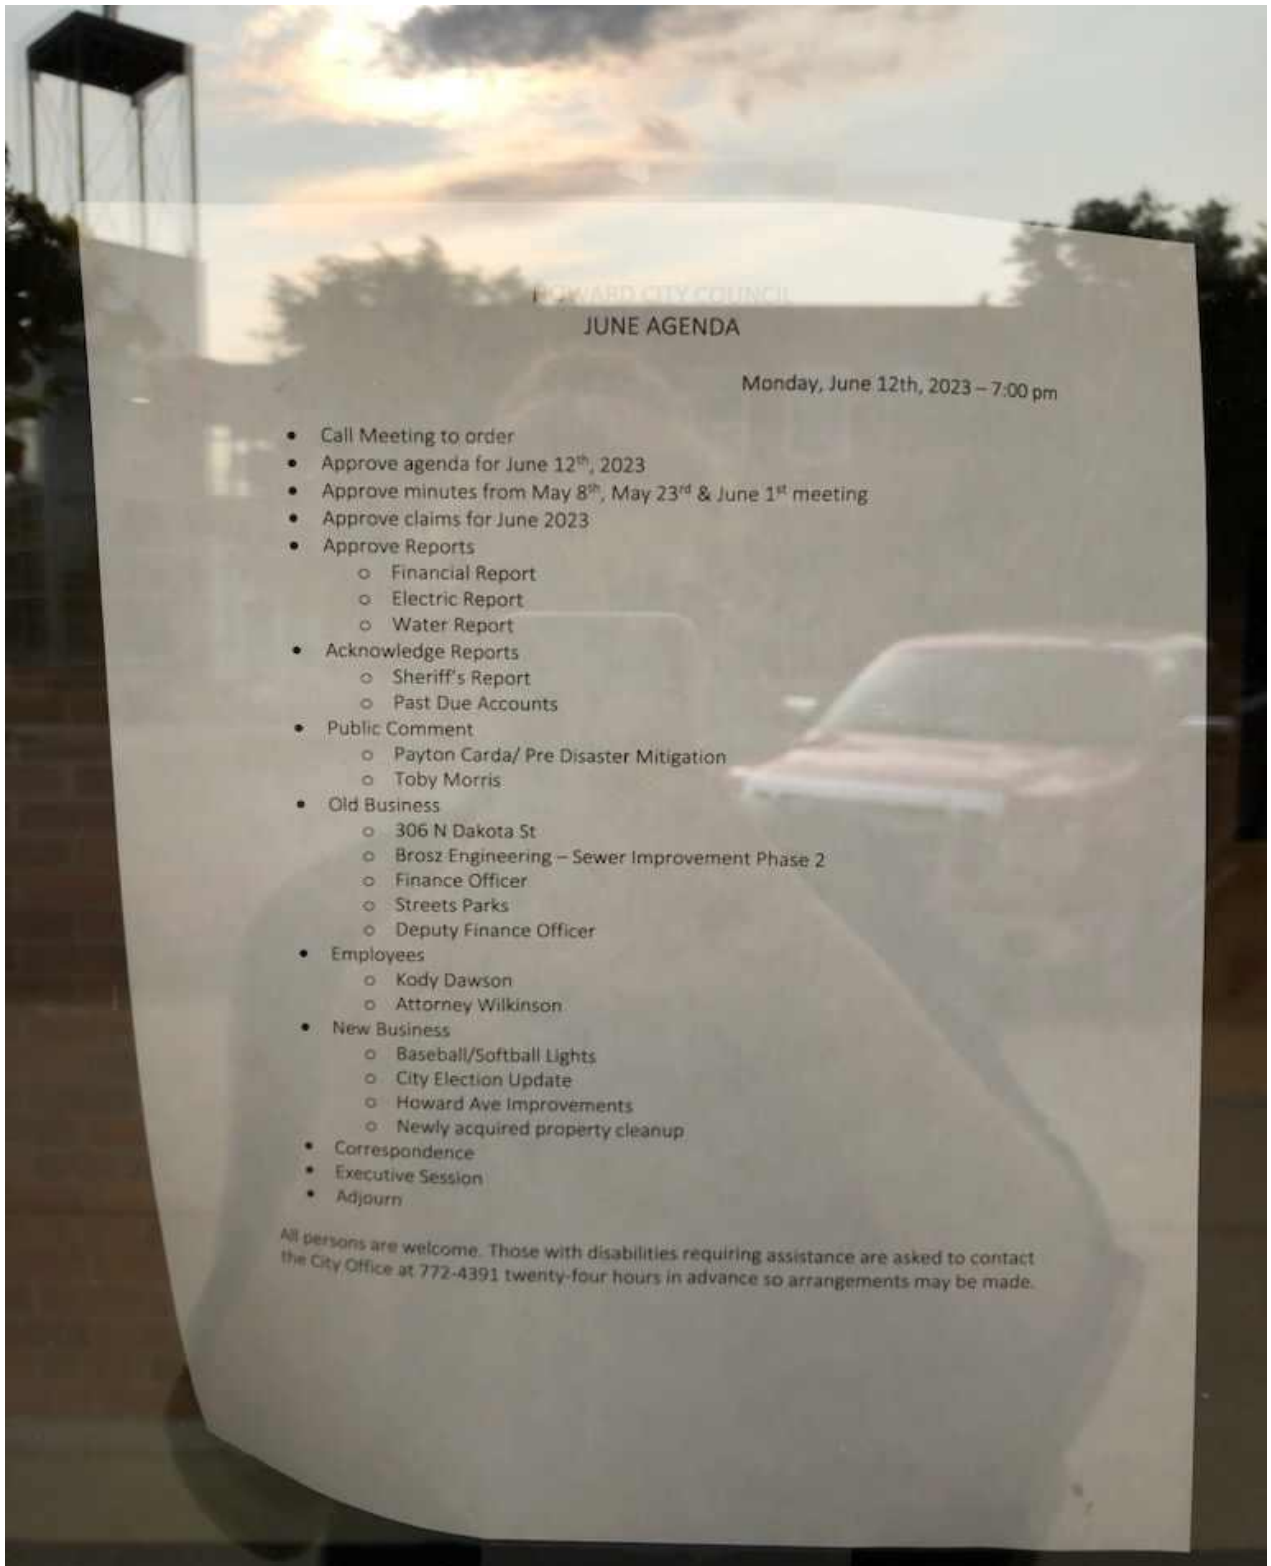 HOWARD CITY COUNCIL
JUNE AGENDA
Monday, June 12th, 2023 – 7:00 pm
• Call Meeting to order
• Approve agenda for June 12th, 2023
• Approve minutes from May 8th, May 23rd & June 1st meeting
• Approve claims for June 2023
• Approve Reports
o Financial Report
o Electric Report
o Water Report
• Acknowledge Reports
o Sheriff's Report
o Past Due Accounts
• Public Comment
o Payton Carda/ Pre Disaster Mitigation
o Toby Morris
• Old Business
o 306 N Dakota St
o Brosz Engineering – Sewer Improvement Phase 2
o Finance Officer
o Streets Parks
o Deputy Finance Officer
• Employees
o Kody Dawson
o Attorney Wilkinson
• New Business
o Baseball/Softball Lights
o City Election Update
o Howard Ave Improvements
o Newly acquired property cleanup
• Correspondence
• Executive Session
• Adjourn
All persons are welcome. Those with disabilities requiring assistance are asked to contact
the City Office at 772-4391 twenty-four hours in advance so arrangements may be made.